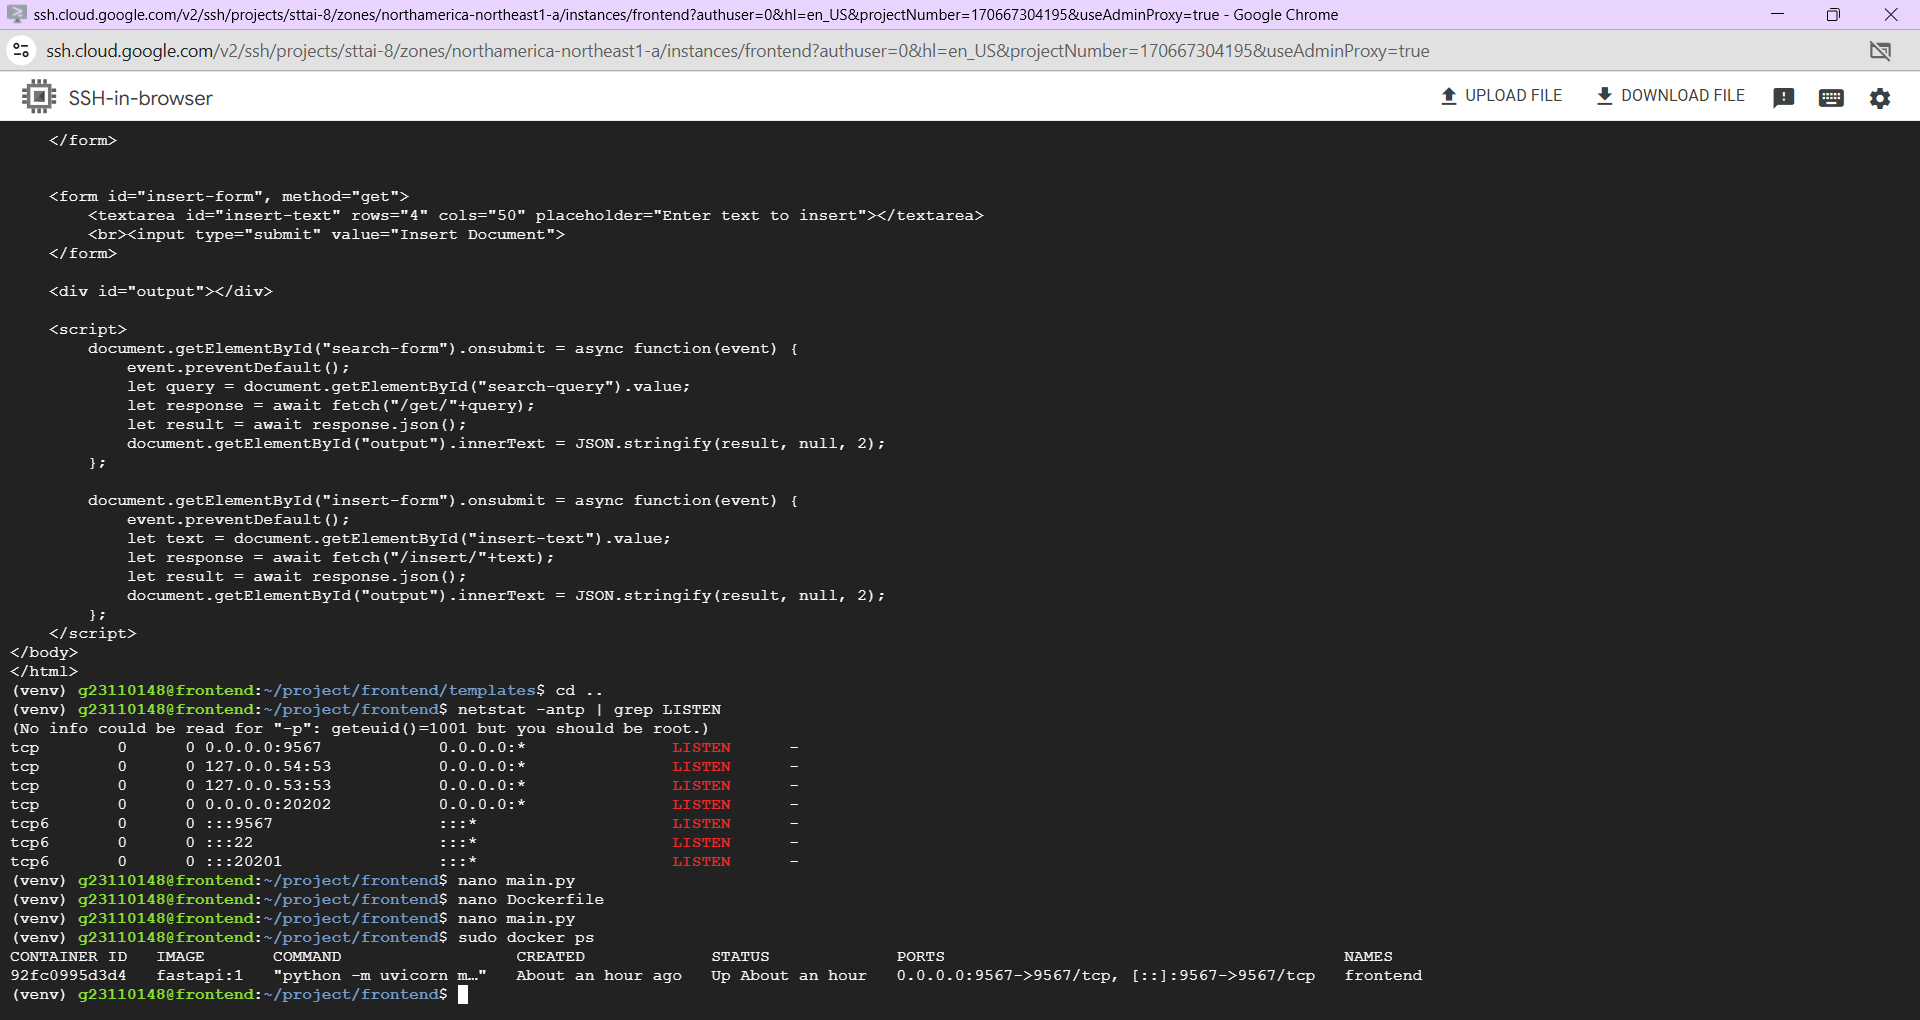 ssh.cloud.google.com/v2/ssh/projects/sttai-8/zones/northamerica-northeast1-a/instances/frontend?authuser=0&hl=en_US&projectNumber=170667304195&useAdminProxy=true - Google Chrome
ssh.cloud.google.com/v2/ssh/projects/sttai-8/zones/northamerica-northeast1-a/instances/frontend?authuser=0&hl=en_US&projectNumber=170667304195&useAdminProxy=true
SSH-in-browser UPLOAD FILE DOWNLOAD FILE
    </form>
    <form id="insert-form", method="get">
        <textarea id="insert-text" rows="4" cols="50" placeholder="Enter text to insert"></textarea>
        <br><input type="submit" value="Insert Document">
    </form>
    <div id="output"></div>
    <script>
        document.getElementById("search-form").onsubmit = async function(event) {
            event.preventDefault();
            let query = document.getElementById("search-query").value;
            let response = await fetch("/get/"+query);
            let result = await response.json();
            document.getElementById("output").innerText = JSON.stringify(result, null, 2);
        };
        document.getElementById("insert-form").onsubmit = async function(event) {
            event.preventDefault();
            let text = document.getElementById("insert-text").value;
            let response = await fetch("/insert/"+text);
            let result = await response.json();
            document.getElementById("output").innerText = JSON.stringify(result, null, 2);
        };
    </script>
</body>
</html>
(venv) g23110148@frontend:~/project/frontend/templates$ cd ..
(venv) g23110148@frontend:~/project/frontend$ netstat -antp | grep LISTEN
(No info could be read for "-p": geteuid()=1001 but you should be root.)
tcp        0      0 0.0.0.0:9567            0.0.0.0:*               LISTEN      -
tcp        0      0 127.0.0.54:53           0.0.0.0:*               LISTEN      -
tcp        0      0 127.0.0.53:53           0.0.0.0:*               LISTEN      -
tcp        0      0 0.0.0.0:20202           0.0.0.0:*               LISTEN      -
tcp6       0      0 :::9567                 :::*                    LISTEN      -
tcp6       0      0 :::22                   :::*                    LISTEN      -
tcp6       0      0 :::20201                :::*                    LISTEN      -
(venv) g23110148@frontend:~/project/frontend$ nano main.py
(venv) g23110148@frontend:~/project/frontend$ nano Dockerfile
(venv) g23110148@frontend:~/project/frontend$ nano main.py
(venv) g23110148@frontend:~/project/frontend$ sudo docker ps
CONTAINER ID   IMAGE       COMMAND                  CREATED             STATUS             PORTS                                         NAMES
92fc0995d3d4   fastapi:1   "python -m uvicorn m…"   About an hour ago   Up About an hour   0.0.0.0:9567->9567/tcp, [::]:9567->9567/tcp   frontend
(venv) g23110148@frontend:~/project/frontend$